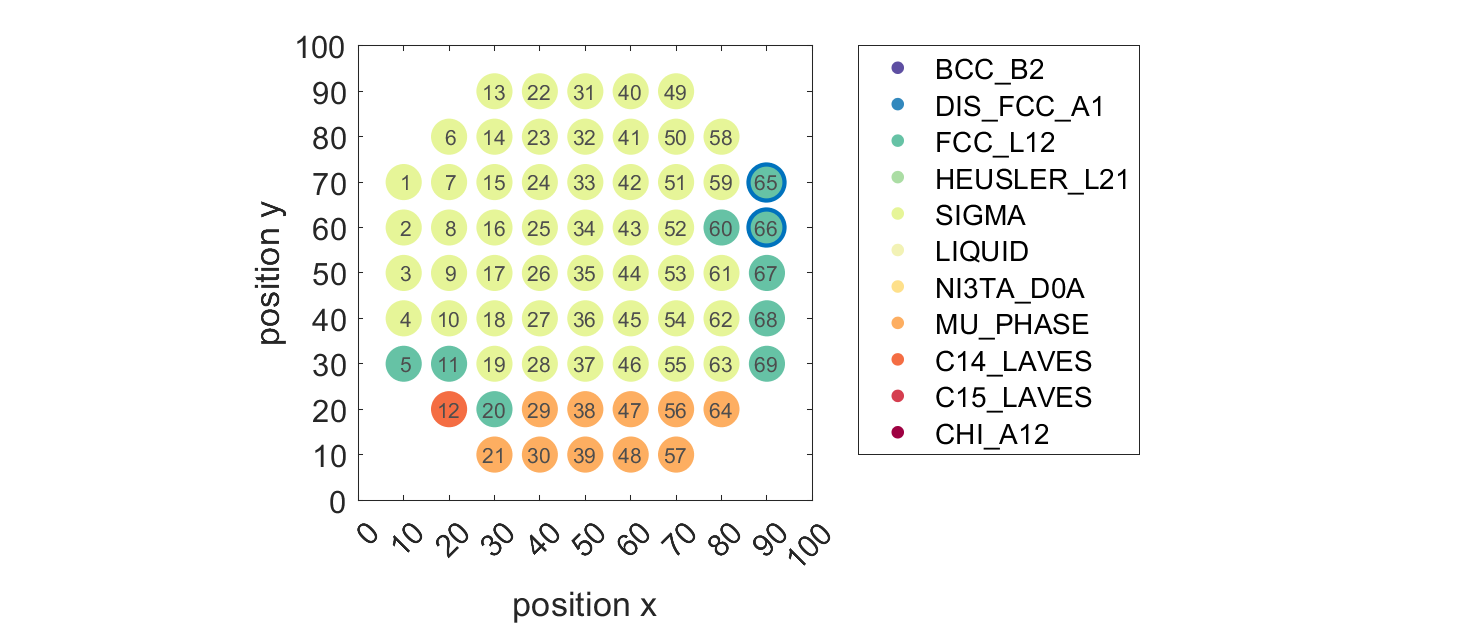 100
90 13 22 31 40 49
80 6 14 23 32 41 50 58
70 1 7 15 24 33 42 51 59 65
60 2 8 16 25 34 43 52 60 66
50 3 9 17 26 35 44 53 61 67
40 4 10 18 27 36 45 54 62 68
30 5 11 19 28 37 46 55 63 69
20 12 20 29 38 47 56 64
10 21 30 39 48 57
0
0 10 20 30 40 50 60 70 80 90 100
position x
position y
BCC_B2
DIS_FCC_A1
FCC_L12
HEUSLER_L21
SIGMA
LIQUID
NI3TA_D0A
MU_PHASE
C14_LAVES
C15_LAVES
CHI_A12